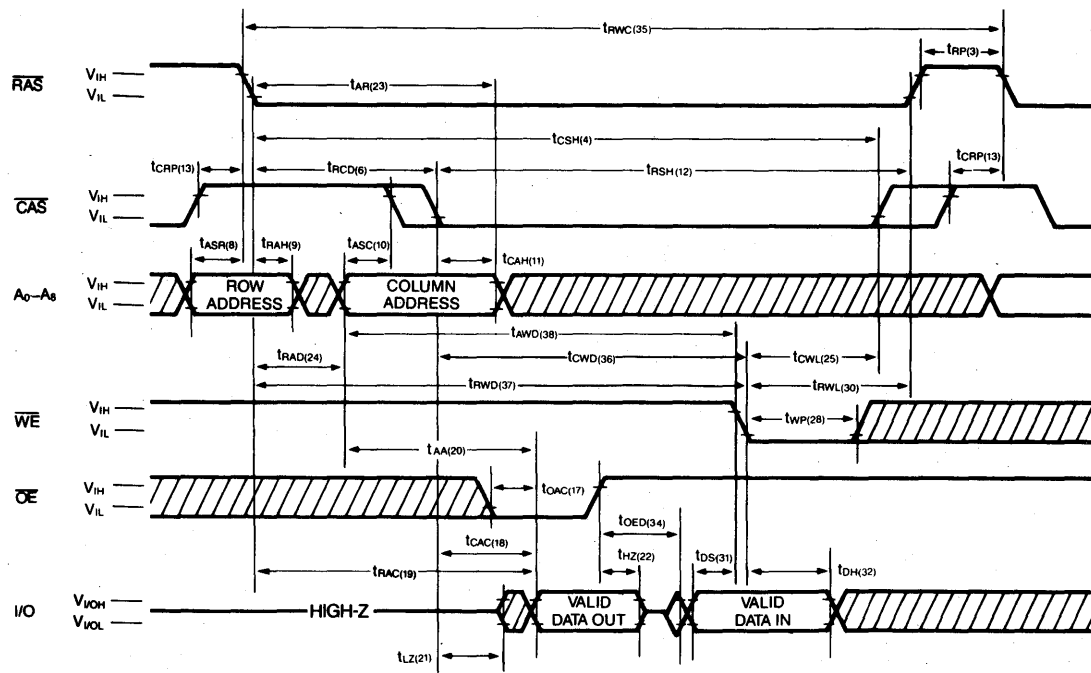 tRWC(35)
tRP(3)
RAS
VIH
VIL
tAR(23)
tCSH(4)
tCRP(13)
tRCD(6)
tRSH(12)
tCRP(13)
CAS
VIH
VIL
tASR(8)
tRAH(9)
tASC(10)
tCAH(11)
A0–A8
VIH
VIL
ROW
ADDRESS
COLUMN
ADDRESS
tAWD(38)
tRAD(24)
tCWD(36)
tCWL(25)
tRWD(37)
tRWL(30)
WE
VIH
VIL
tWP(28)
tAA(20)
OE
VIH
VIL
tOAC(17)
tOED(34)
tCAC(18)
tHZ(22)
tDS(31)
tRAC(19)
tDH(32)
I/O
VI/OH
VI/OL
HIGH-Z
VALID
DATA OUT
VALID
DATA IN
tLZ(21)